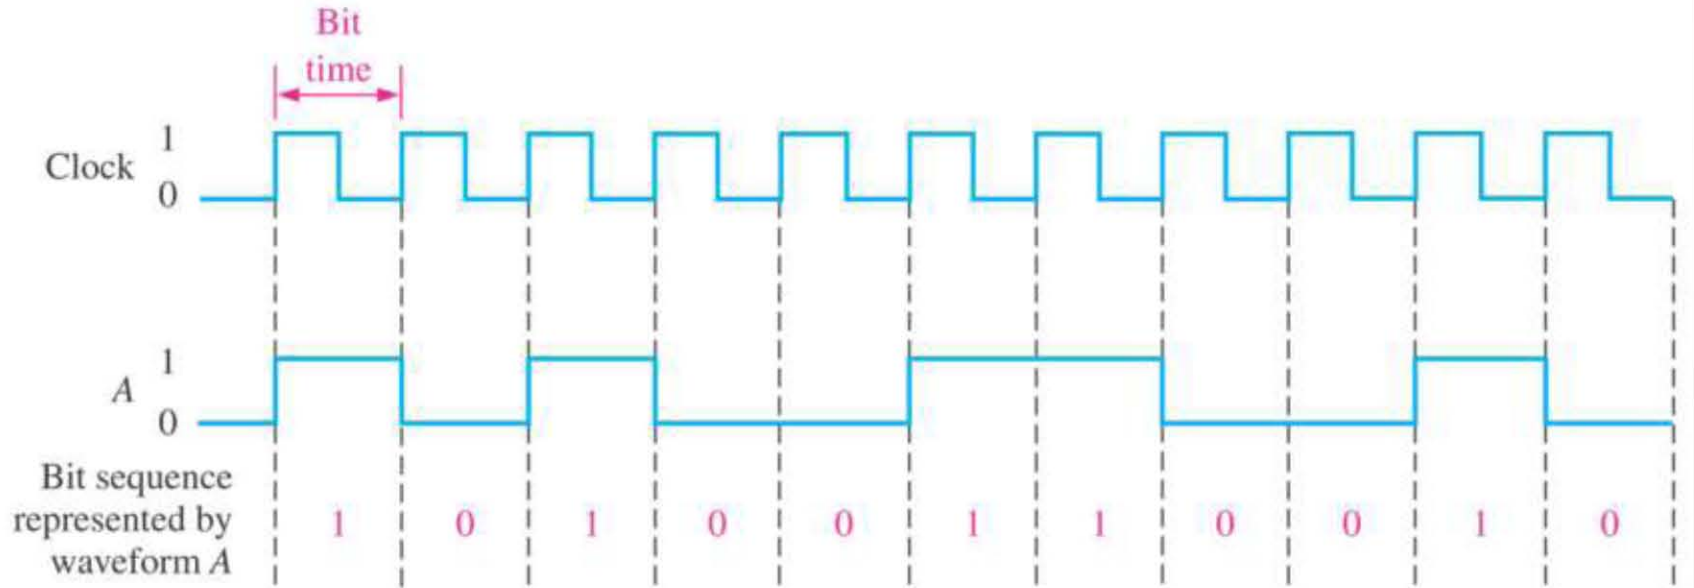 Bit
time
1
Clock
0
1
A
0
Bit sequence
represented by
waveform A
1 0 1 0 0 1 1 0 0 1 0